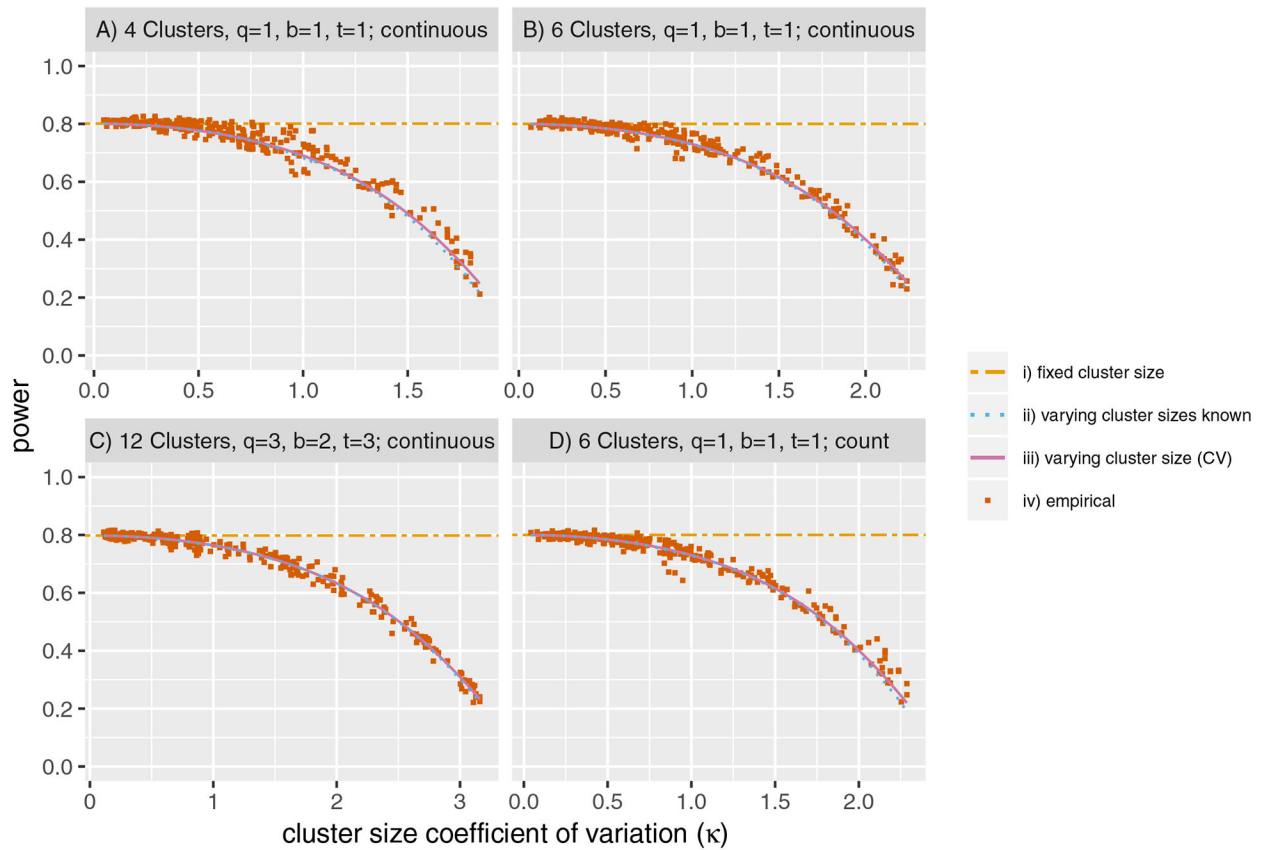 A) 4 Clusters, q=1, b=1, t=1; continuous
B) 6 Clusters, q=1, b=1, t=1; continuous
1.0
0.8
0.6
0.4
0.2
0.0
0.0 0.5 1.0 1.5
0.0 0.5 1.0 1.5 2.0
power
C) 12 Clusters, q=3, b=2, t=3; continuous
D) 6 Clusters, q=1, b=1, t=1; count
1.0
0.8
0.6
0.4
0.2
0.0
0 1 2 3
0.0 0.5 1.0 1.5 2.0
cluster size coefficient of variation (κ)
i) fixed cluster size
ii) varying cluster sizes known
iii) varying cluster size (CV)
iv) empirical